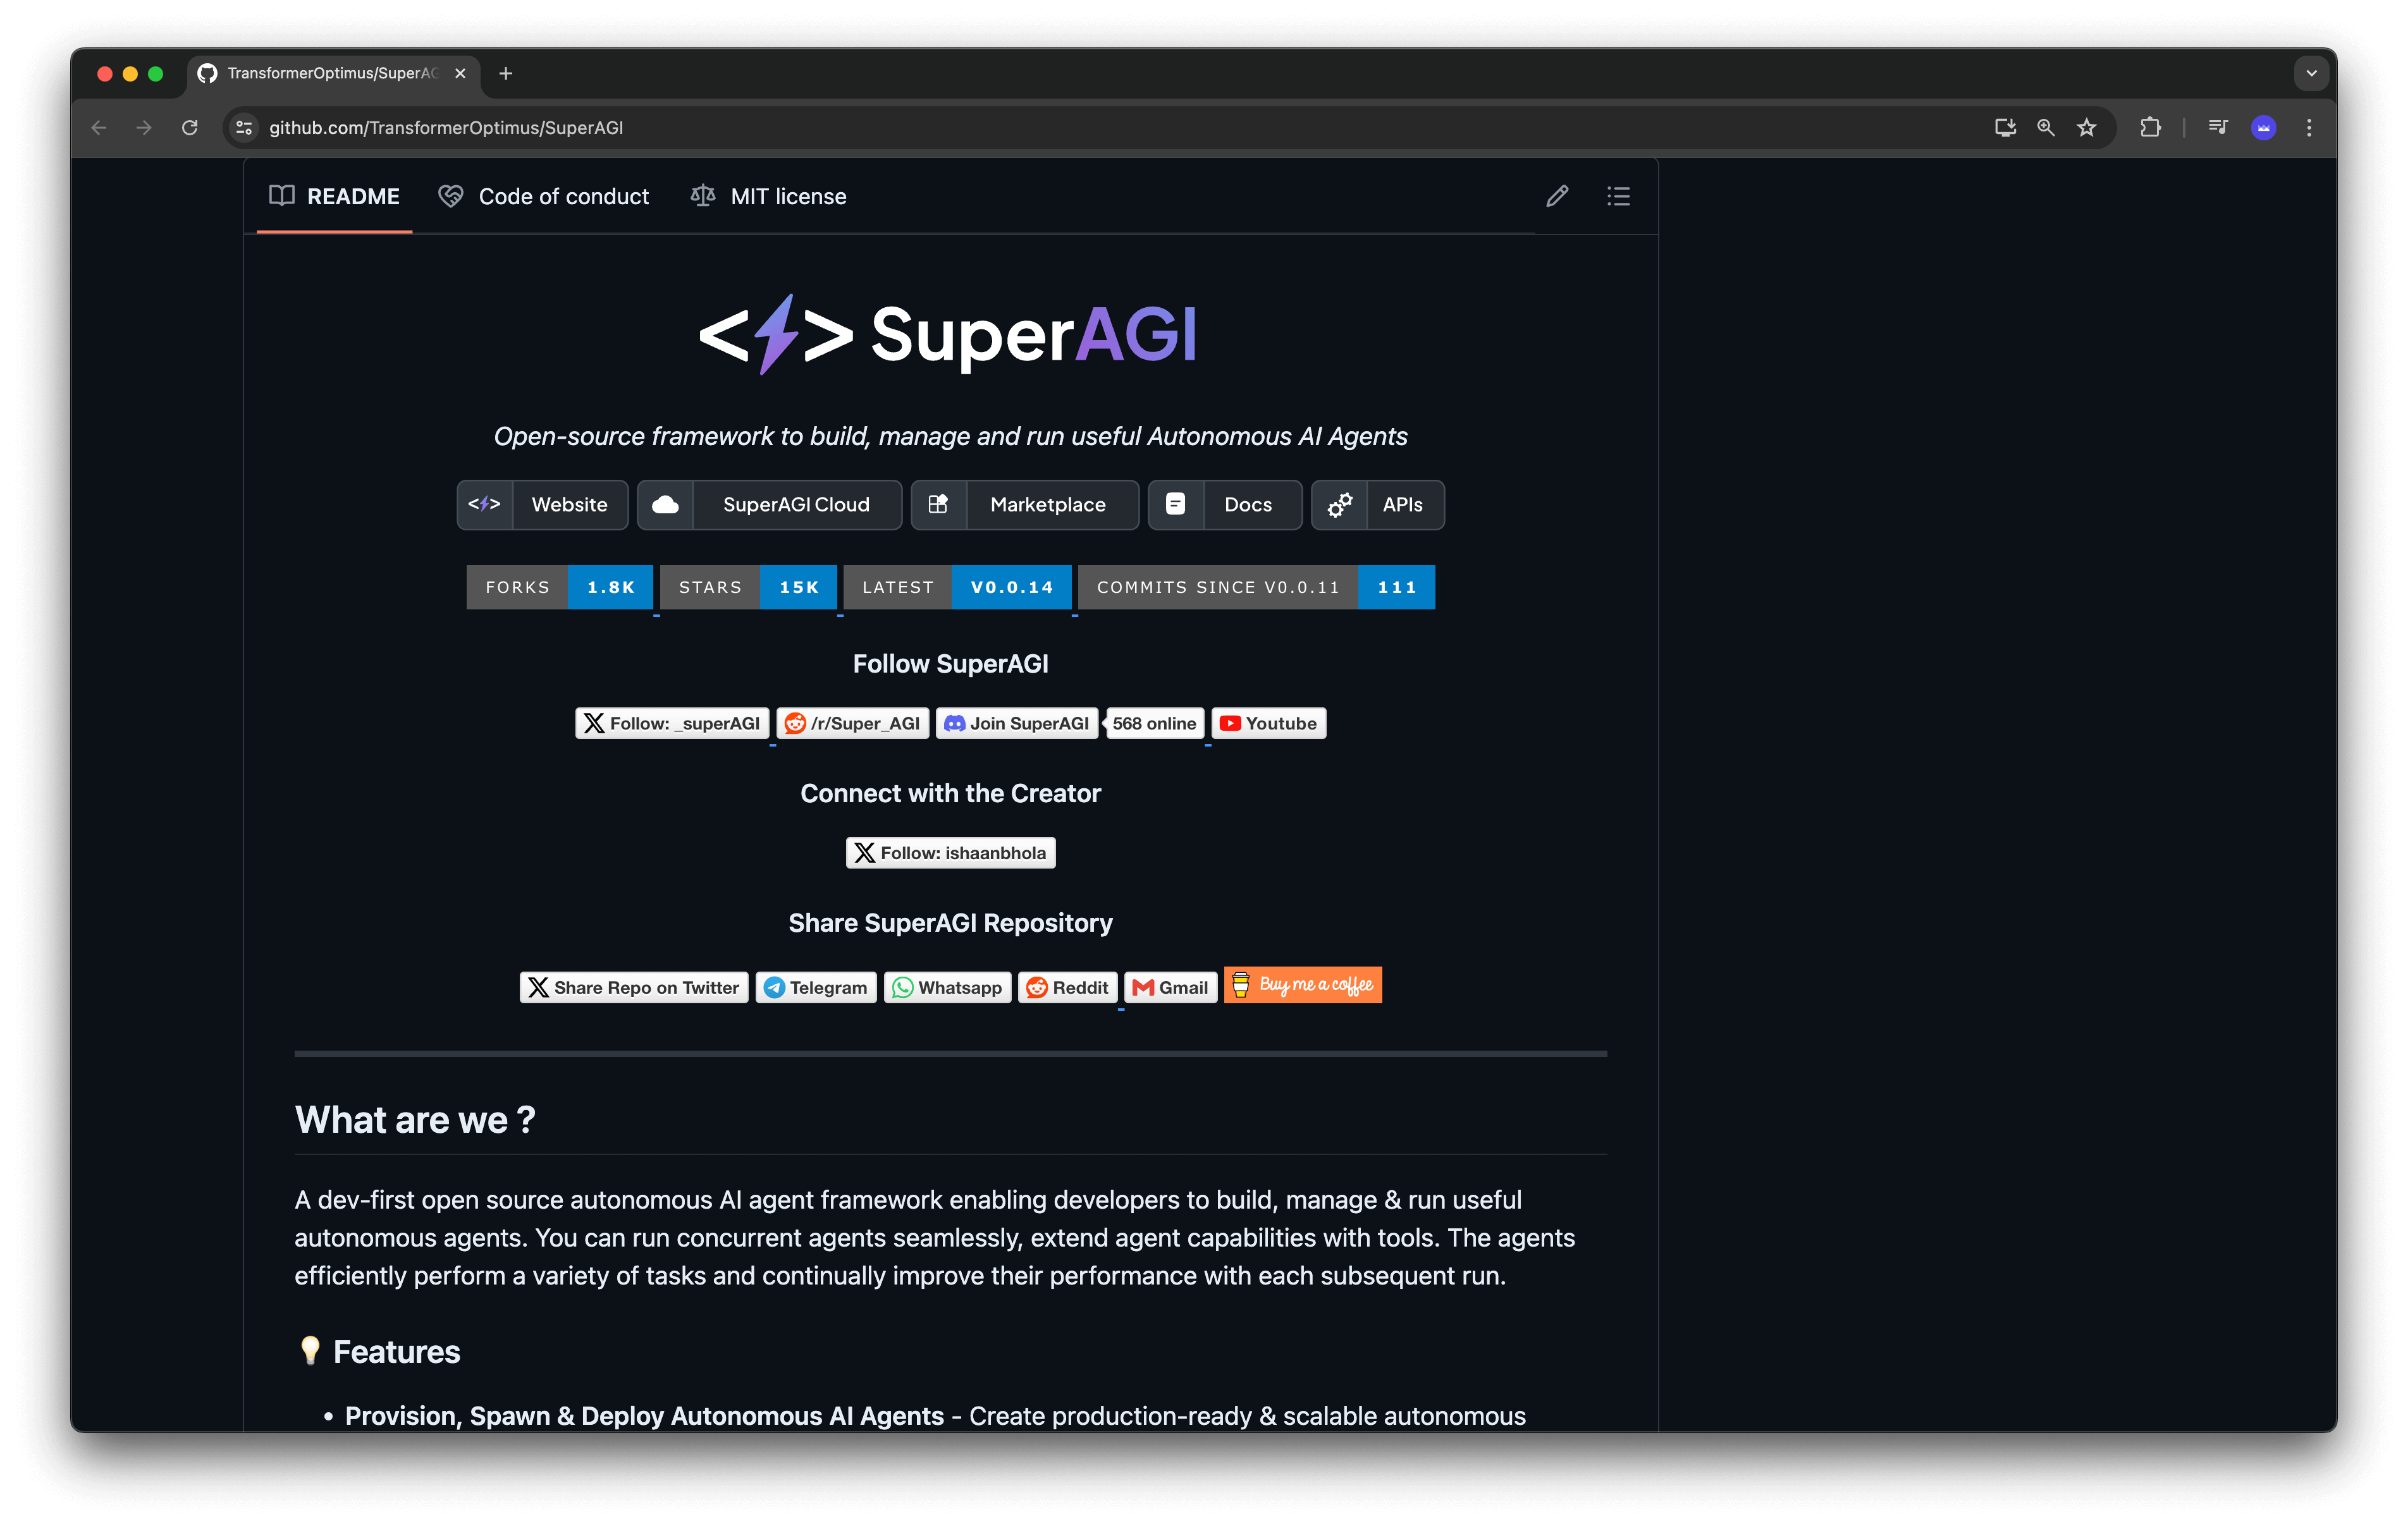 TransformerOptimus/SuperAG
github.com/TransformerOptimus/SuperAGI
README Code of conduct MIT license
SuperAGI
Open-source framework to build, manage and run useful Autonomous AI Agents
Website SuperAGI Cloud Marketplace Docs APIs
FORKS 1.8K STARS 15K LATEST V0.0.14 COMMITS SINCE V0.0.11 111
Follow SuperAGI
Follow: _superAGI /r/Super_AGI Join SuperAGI 568 online Youtube
Connect with the Creator
Follow: ishaanbhola
Share SuperAGI Repository
Share Repo on Twitter Telegram Whatsapp Reddit Gmail Buy me a coffee
What are we ?
A dev-first open source autonomous AI agent framework enabling developers to build, manage & run useful
autonomous agents. You can run concurrent agents seamlessly, extend agent capabilities with tools. The agents
efficiently perform a variety of tasks and continually improve their performance with each subsequent run.
💡 Features
• Provision, Spawn & Deploy Autonomous AI Agents - Create production-ready & scalable autonomous